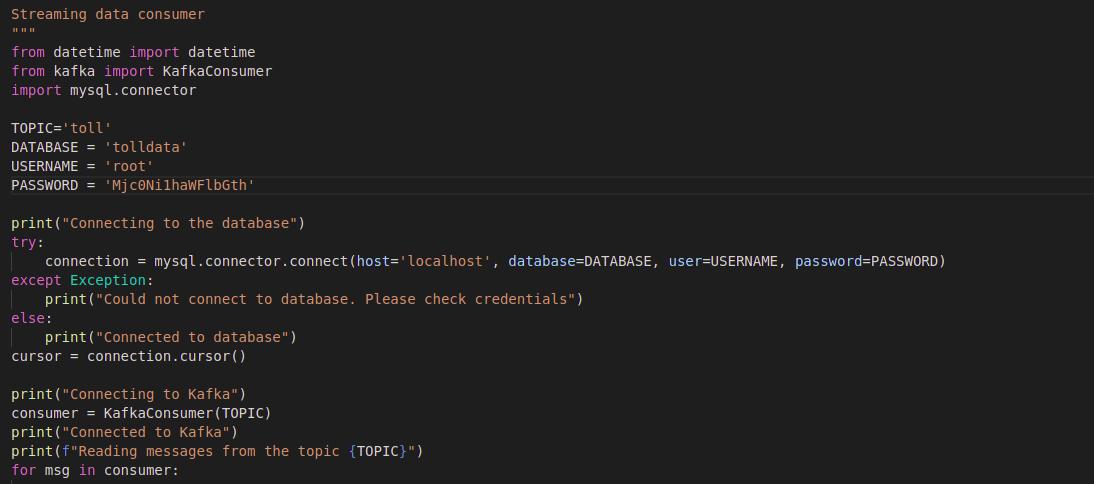 Streaming data consumer
"""
from datetime import datetime
from kafka import KafkaConsumer
import mysql.connector

TOPIC='toll'
DATABASE = 'tolldata'
USERNAME = 'root'
PASSWORD = 'Mjc0Ni1haWFlbGth'

print("Connecting to the database")
try:
    connection = mysql.connector.connect(host='localhost', database=DATABASE, user=USERNAME, password=PASSWORD)
except Exception:
    print("Could not connect to database. Please check credentials")
else:
    print("Connected to database")
cursor = connection.cursor()

print("Connecting to Kafka")
consumer = KafkaConsumer(TOPIC)
print("Connected to Kafka")
print(f"Reading messages from the topic {TOPIC}")
for msg in consumer: